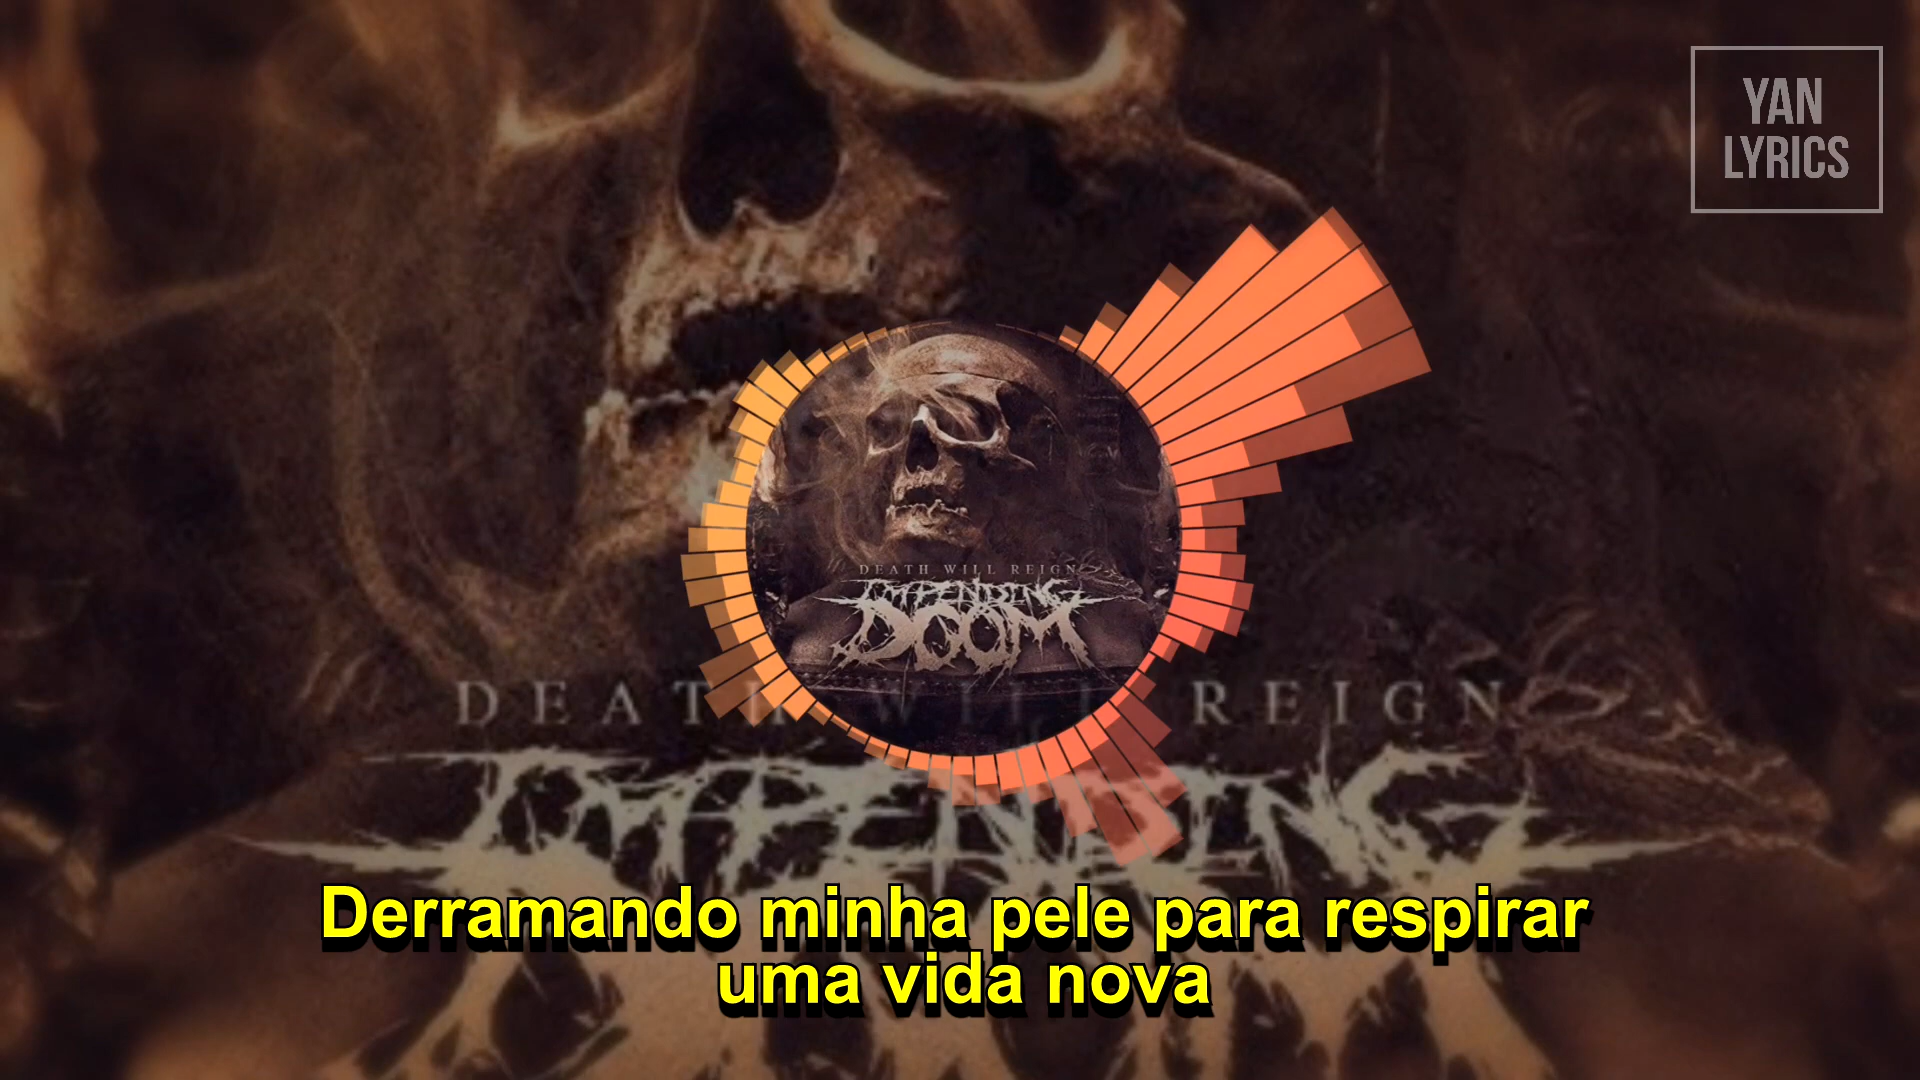 YAN
LYRICS
DEATH WILL REIGN
IMPENDING
DOOM
DEATH WILL REIGN
IMPENDING
Derramando minha pele para respirar
uma vida nova